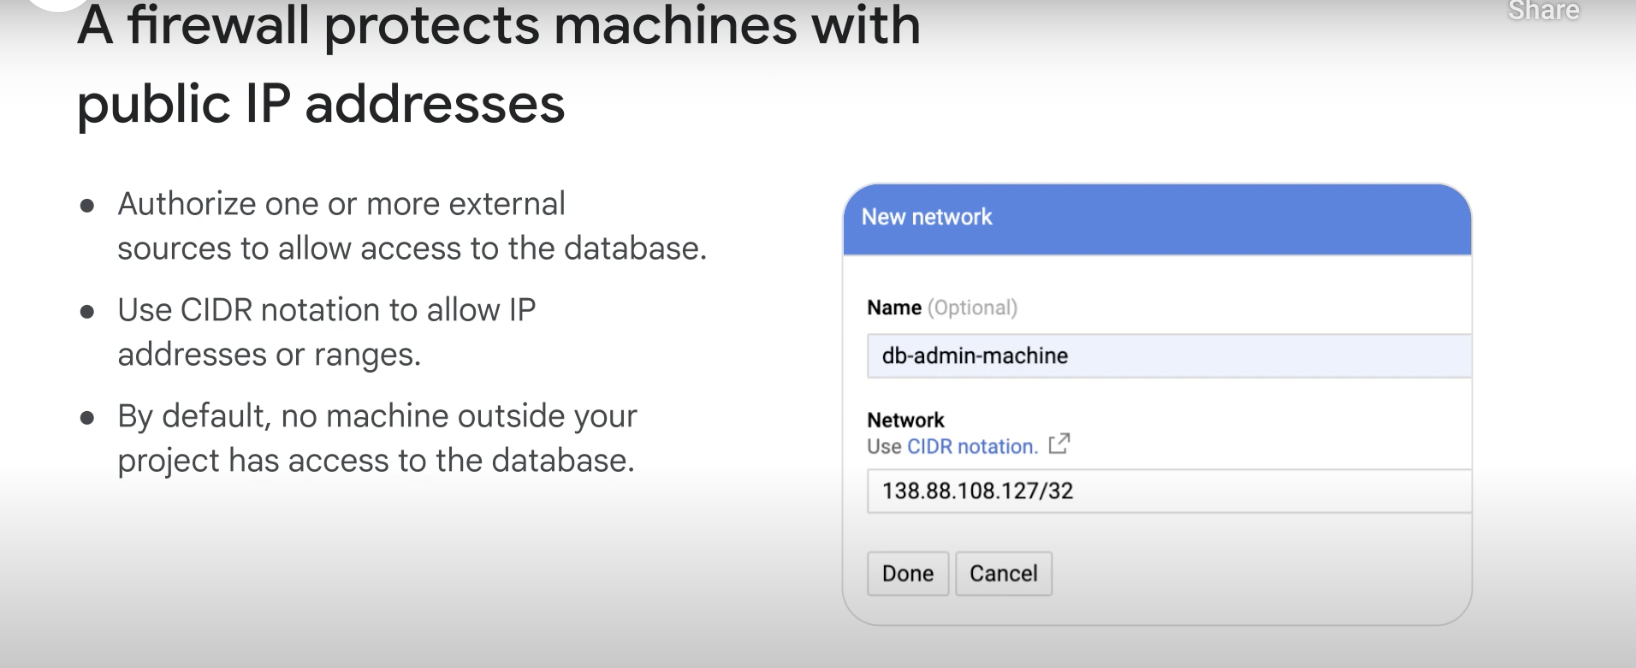 A firewall protects machines with
public IP addresses
Share
● Authorize one or more external
sources to allow access to the database.
● Use CIDR notation to allow IP
addresses or ranges.
● By default, no machine outside your
project has access to the database.
New network
Name (Optional)
db-admin-machine
Network
Use CIDR notation.
138.88.108.127/32
Done Cancel